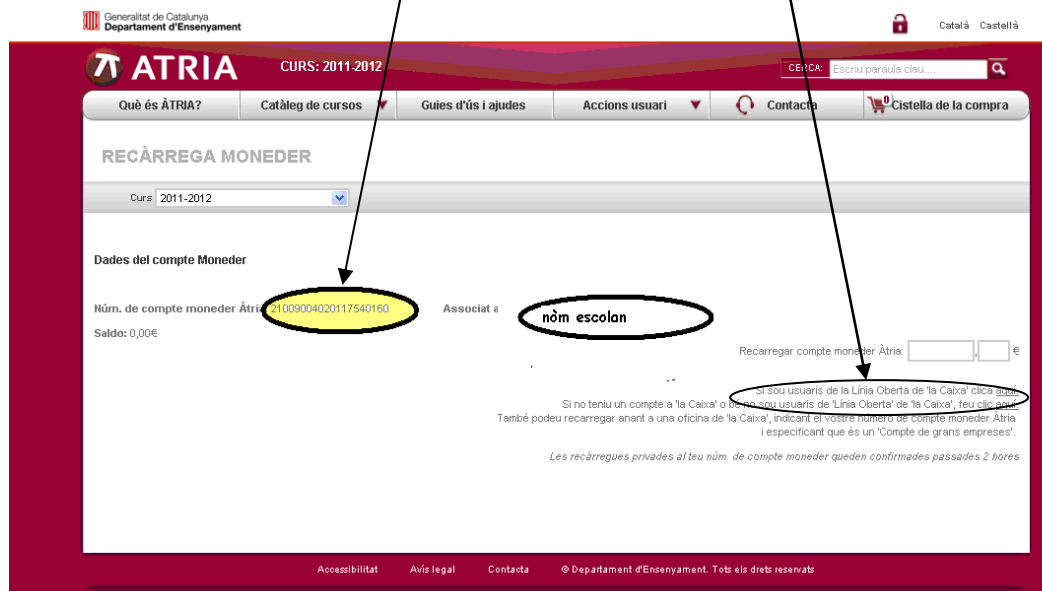 Generalitat de Catalunya
Departament d'Ensenyament
Català Castellà
ATRIA CURS: 2011-2012 CERCA: Escriu paraula clau....
Què és ÀTRIA? Catàleg de cursos Guies d'ús i ajudes Accions usuari Contacta 0 Cistella de la compra
RECÀRREGA MONEDER
Curs 2011-2012
Dades del compte Moneder
Núm. de compte moneder Àtria 21009004020117540160 Associat a nòm escolan
Saldo: 0,00€
Recarregar compte moneder Àtria: , €
Si sou usuaris de la Línia Oberta de 'la Caixa' clica aquí.
Si no teniu un compte a 'la Caixa' o bé no sou usuaris de 'Línia Oberta' de 'la Caixa', feu clic aquí.
També podeu recarregar anant a una oficina de 'la Caixa', indicant el vostre número de compte moneder Àtria
i especificant que és un 'Compte de grans empreses'.
Les recàrregues privades al teu núm. de compte moneder queden confirmades passades 2 hores
Accessibilitat Avís legal Contacta © Departament d'Ensenyament. Tots els drets reservats